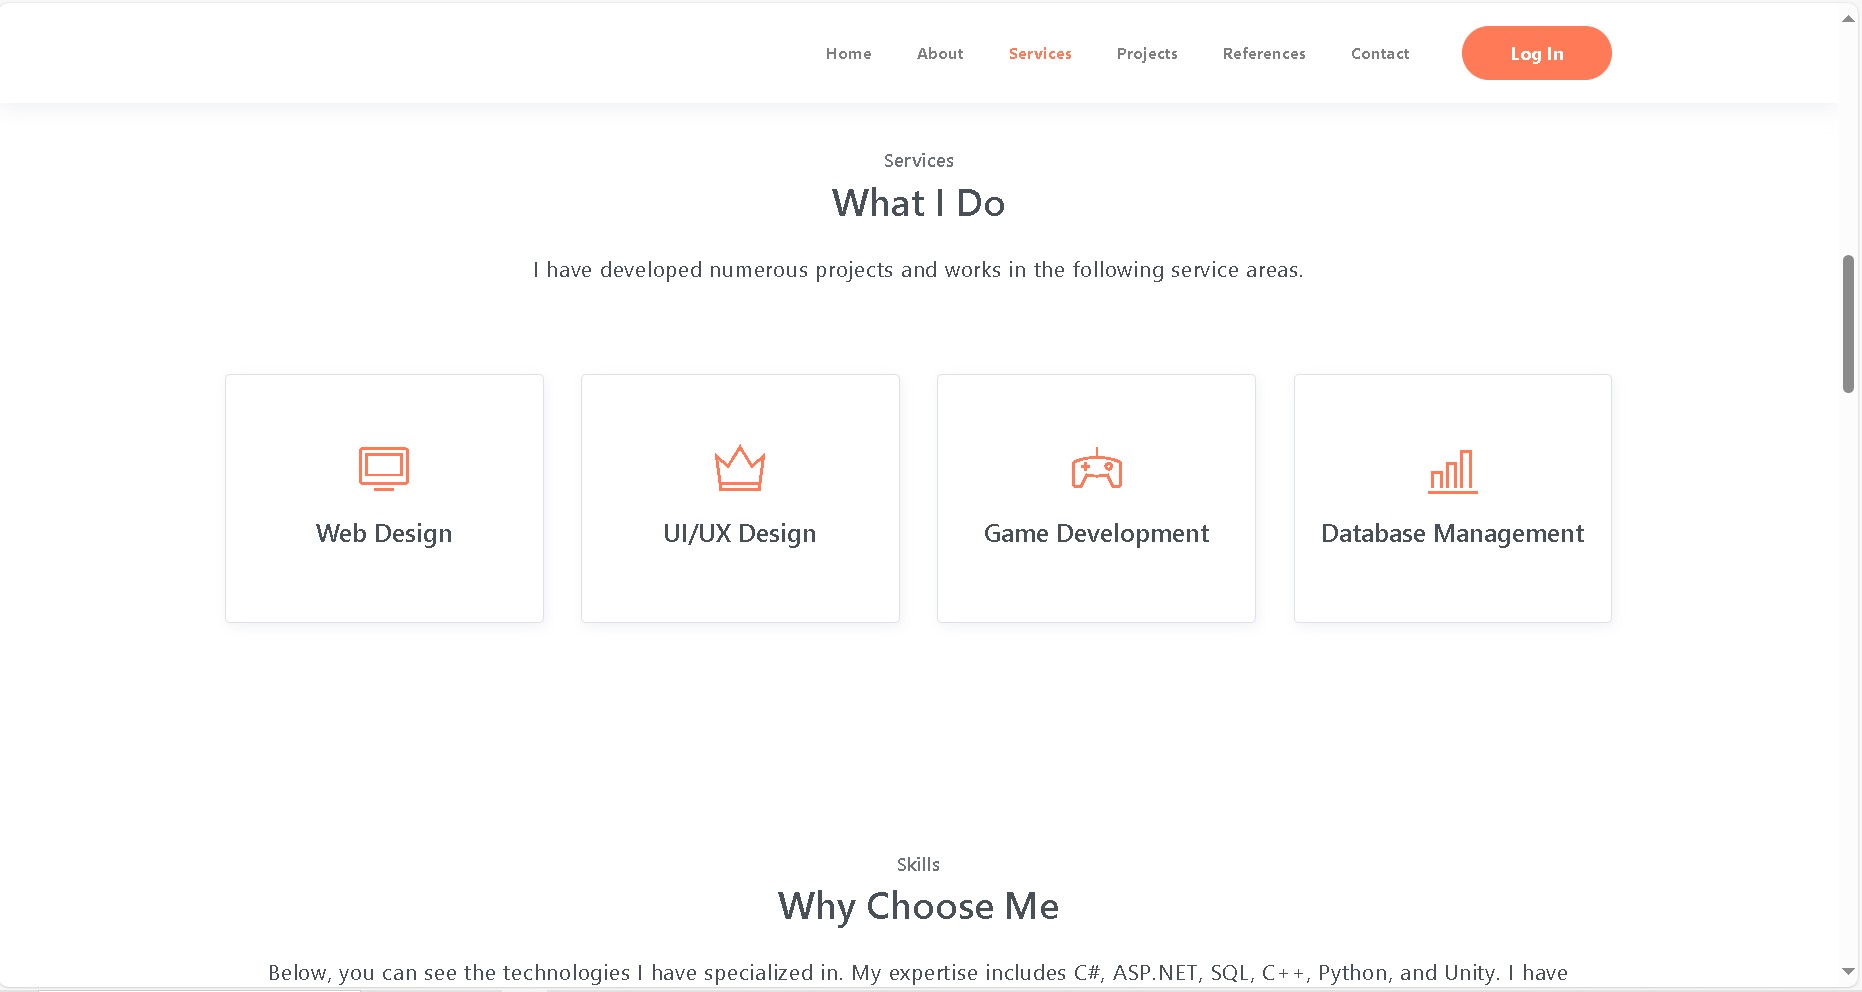 Home About Services Projects References Contact Log In
Services
What I Do
I have developed numerous projects and works in the following service areas.
Web Design
UI/UX Design
Game Development
Database Management
Skills
Why Choose Me
Below, you can see the technologies I have specialized in. My expertise includes C#, ASP.NET, SQL, C++, Python, and Unity. I have